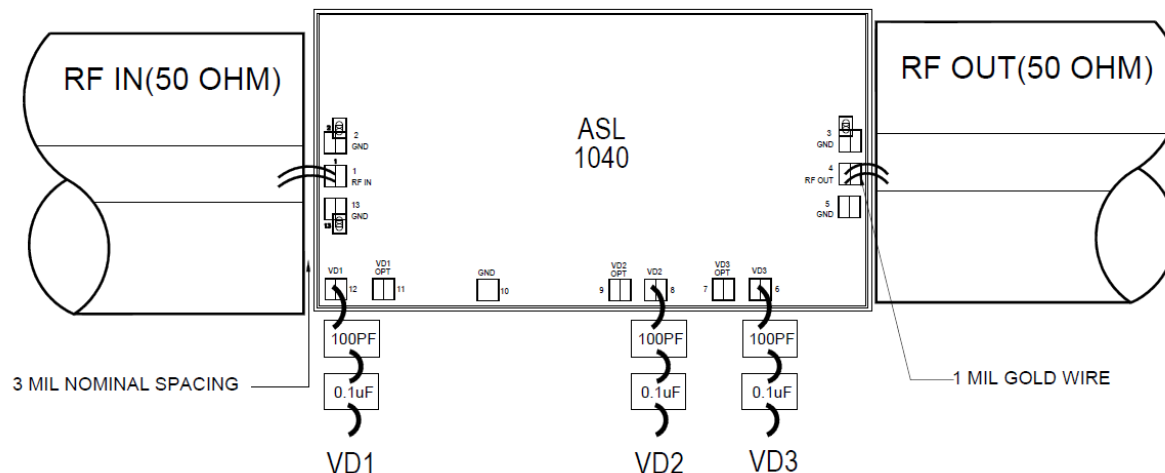 RF IN(50 OHM)
RF OUT(50 OHM)
ASL
1040
2
GND
1
1
RF IN
13
GND
13
3
GND
4
RF OUT
5
GND
VD1
12
VD1
OPT
11
GND
10
VD2
OPT
9
VD2
8
VD3
OPT
7
VD3
6
100PF
100PF
100PF
0.1uF
0.1uF
0.1uF
3 MIL NOMINAL SPACING
1 MIL GOLD WIRE
VD1
VD2
VD3